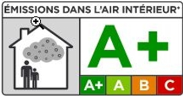 ÉMISSIONS DANS L'AIR INTÉRIEUR*
A+
A+ A B C